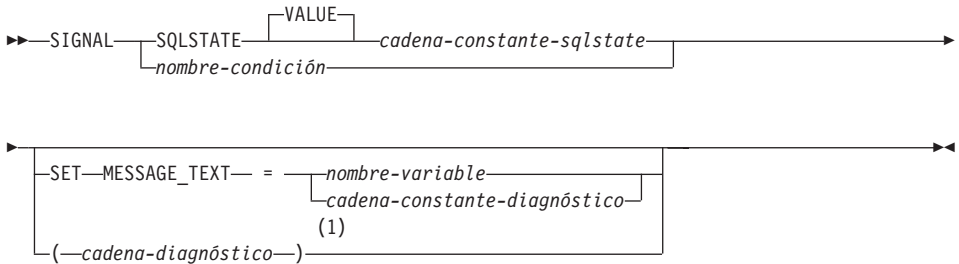 VALUE
SIGNAL SQLSTATE cadena-constante-sqlstate
nombre-condición
SET MESSAGE_TEXT = nombre-variable
cadena-constante-diagnóstico
(1)
( cadena-diagnóstico )